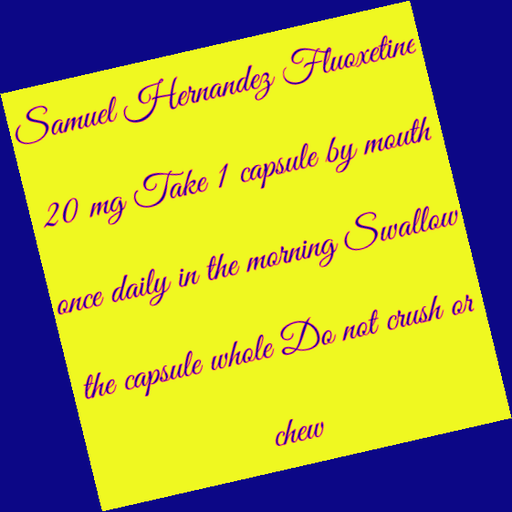 Samuel Hernandez Fluoxetine
20 mg Take 1 capsule by mouth
once daily in the morning Swallow
the capsule whole Do not crush or
chew